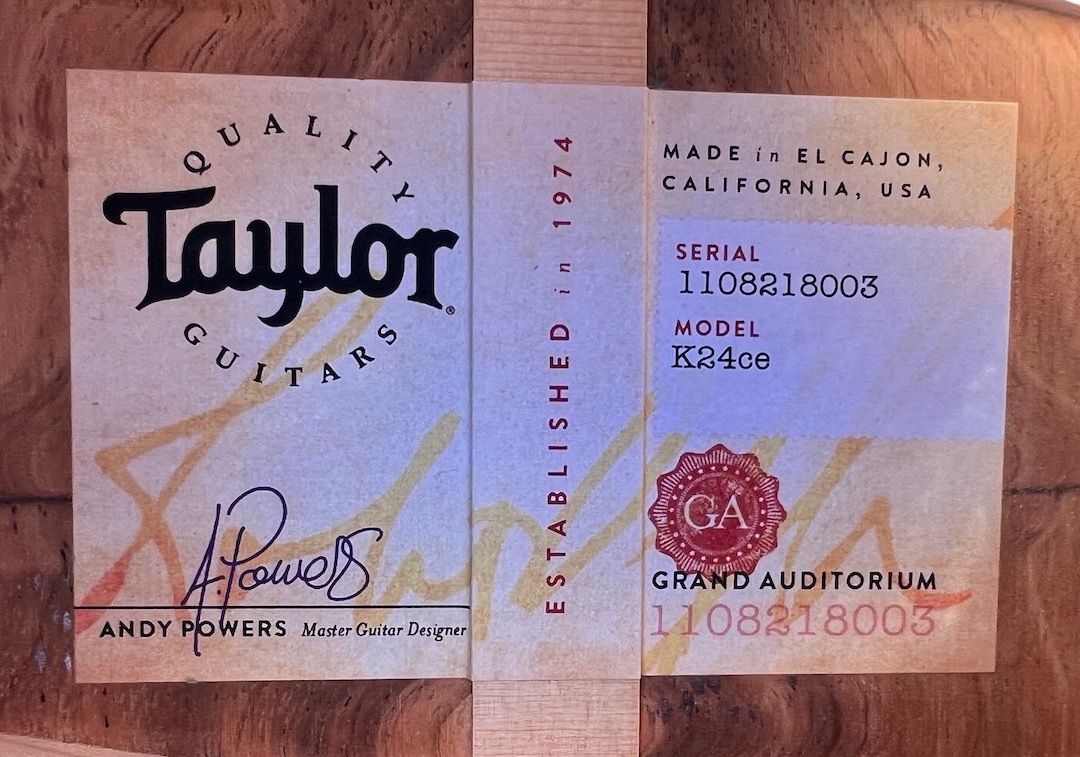 QUALITY
Taylor®
GUITARS
A. Powers
ANDY POWERS Master Guitar Designer
ESTABLISHED in 1974
MADE in EL CAJON,
CALIFORNIA, USA
SERIAL
1108218003
MODEL
K24ce
GA
GRAND AUDITORIUM
1108218003